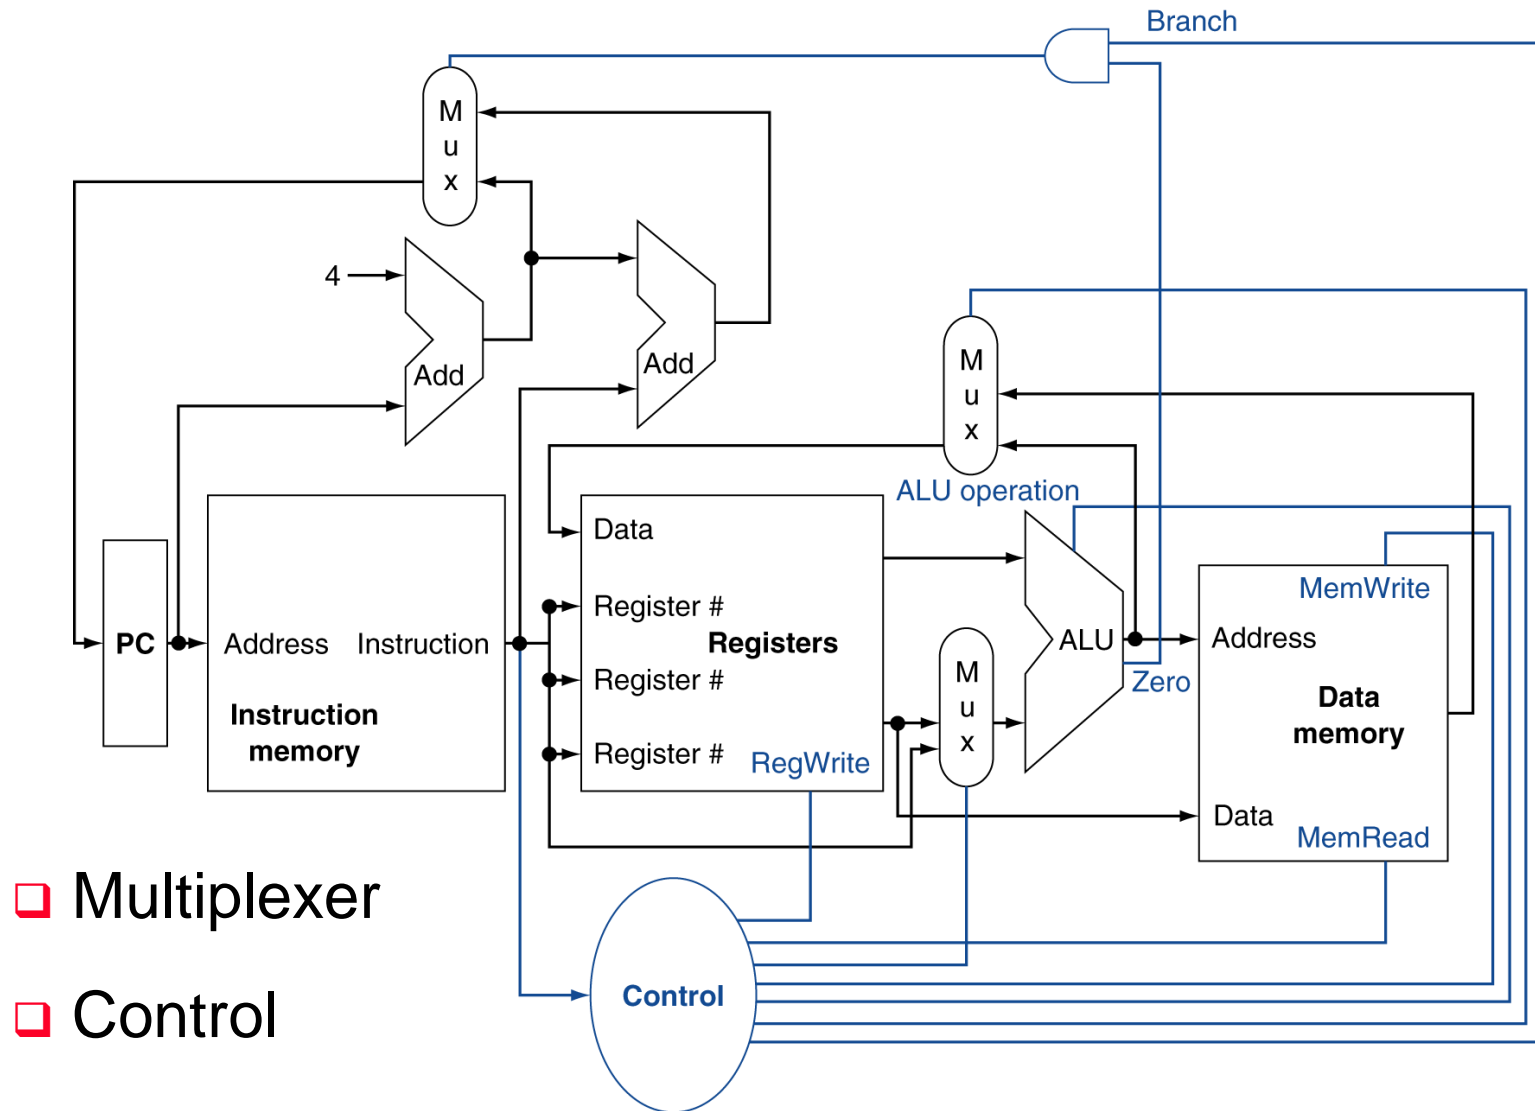 Branch
M
u
x
4
Add
Add
M
u
x
ALU operation
Data
Register #
Registers
Register #
Register #
RegWrite
PC
Address Instruction
Instruction
memory
M
u
x
ALU
Zero
MemWrite
Address
Data
memory
Data
MemRead
Multiplexer
Control
Control